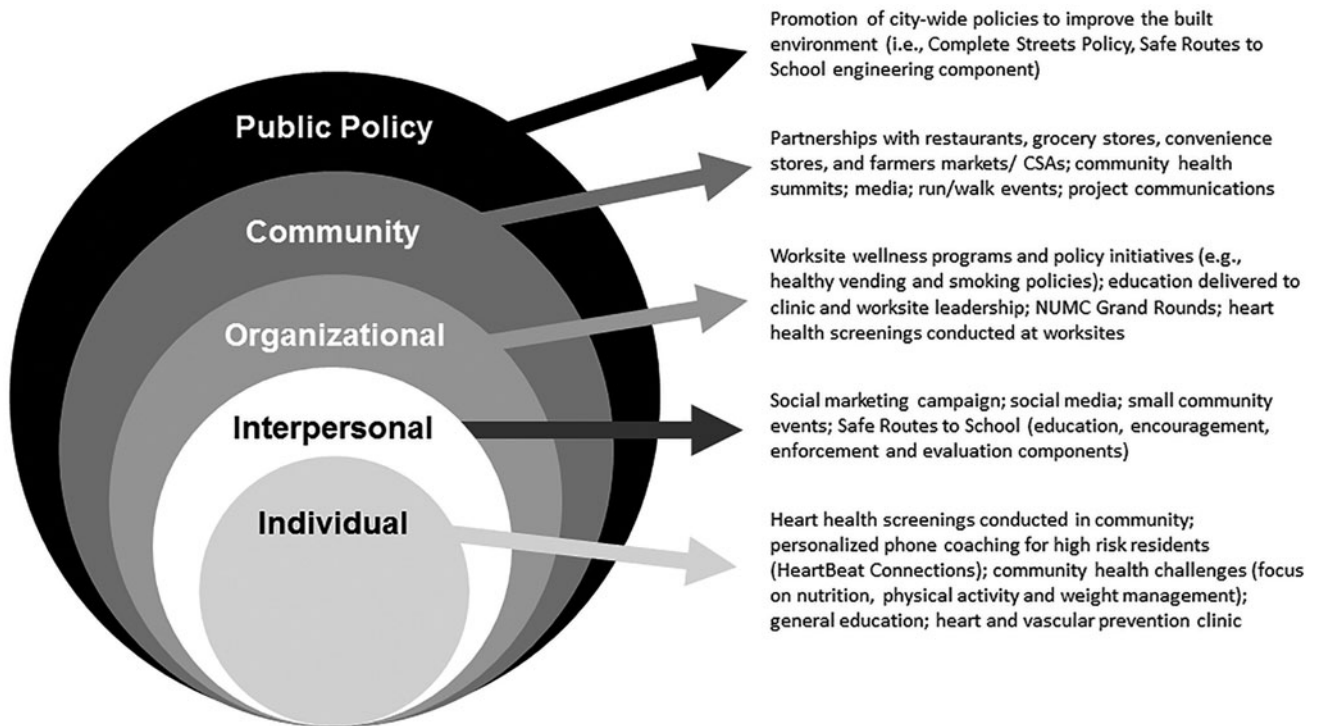 Public Policy
Promotion of city-wide policies to improve the built
environment (i.e., Complete Streets Policy, Safe Routes to
School engineering component)
Community
Partnerships with restaurants, grocery stores, convenience
stores, and farmers markets/ CSAs; community health
summits; media; run/walk events; project communications
Organizational
Worksite wellness programs and policy initiatives (e.g.,
healthy vending and smoking policies); education delivered to
clinic and worksite leadership; NUMC Grand Rounds; heart
health screenings conducted at worksites
Interpersonal
Social marketing campaign; social media; small community
events; Safe Routes to School (education, encouragement,
enforcement and evaluation components)
Individual
Heart health screenings conducted in community;
personalized phone coaching for high risk residents
(HeartBeat Connections); community health challenges (focus
on nutrition, physical activity and weight management);
general education; heart and vascular prevention clinic